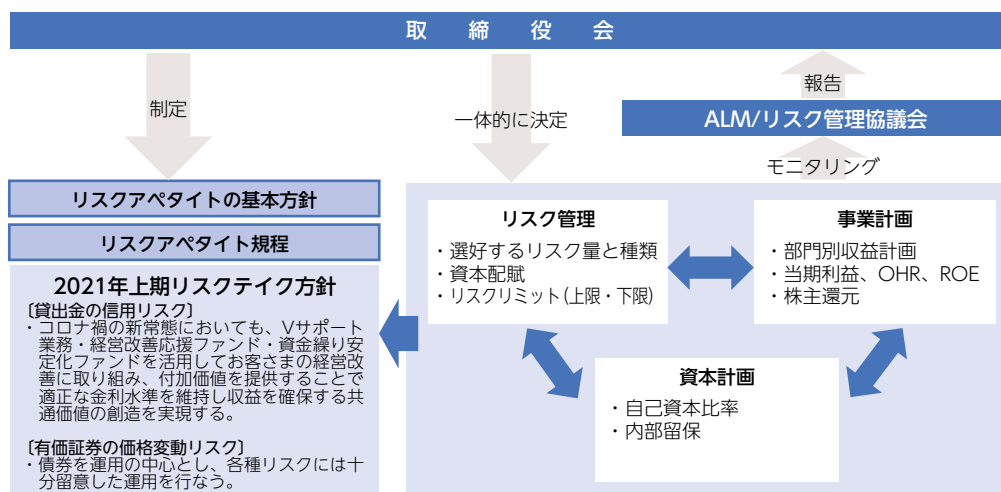 取締役会
制定
一体的に決定
報告
ALM/リスク管理協議会
モニタリング
リスクアペタイトの基本方針
リスクアペタイト規程
2021年上期リスクテイク方針
〔貸出金の信用リスク〕
・コロナ禍の新常態においても、Vサポート
業務・経営改善応援ファンド・資金繰り安
定化ファンドを活用してお客さまの経営改
善に取り組み、付加価値を提供することで
適正な金利水準を維持し収益を確保する共
通価値の創造を実現する。
〔有価証券の価格変動リスク〕
・債券を運用の中心とし、各種リスクには十
分留意した運用を行なう。
リスク管理
・選好するリスク量と種類
・資本配賦
・リスクリミット(上限・下限)
事業計画
・部門別収益計画
・当期利益、OHR、ROE
・株主還元
資本計画
・自己資本比率
・内部留保